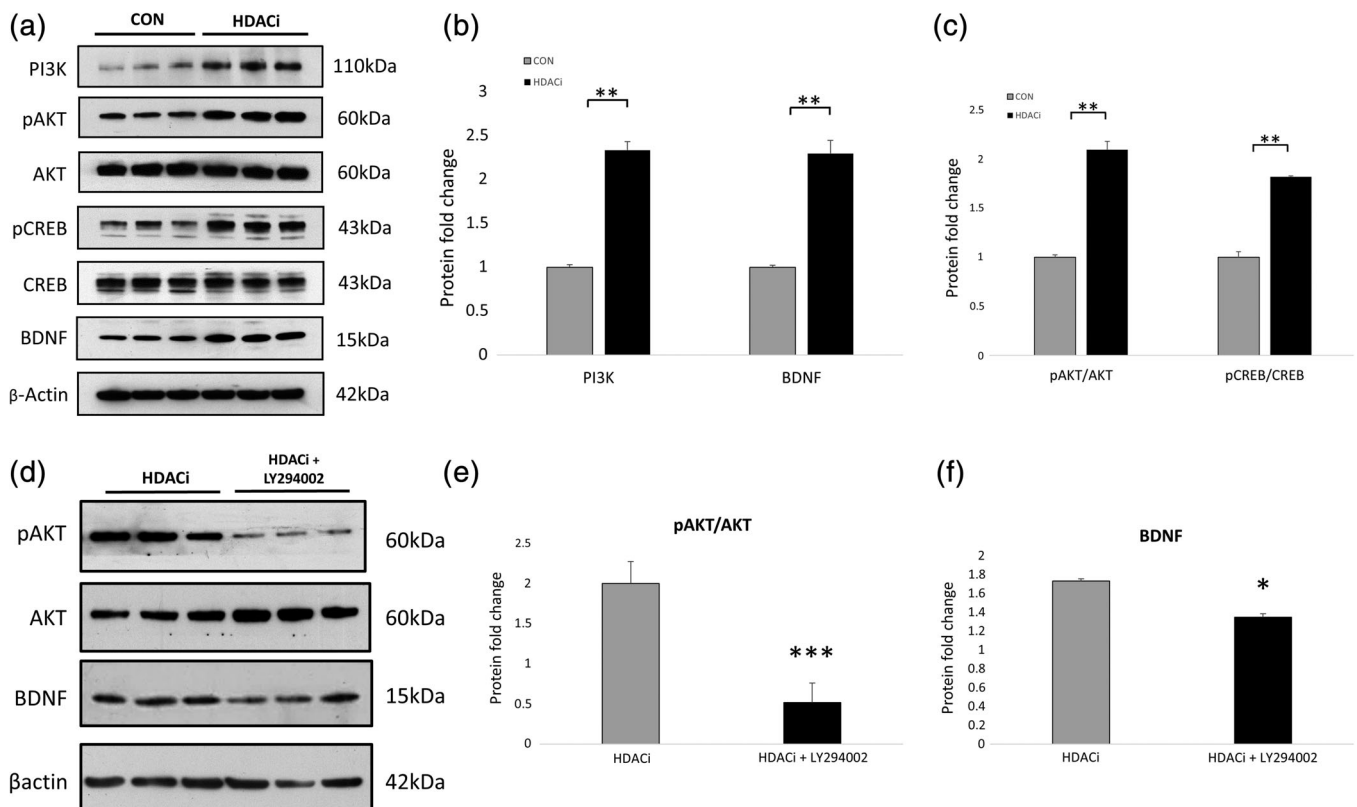 (a)
CON HDACi
PI3K 110kDa
pAKT 60kDa
AKT 60kDa
pCREB 43kDa
CREB 43kDa
BDNF 15kDa
β-Actin 42kDa
(b)
CON
HDACi
Protein fold change
3
2.5
2
1.5
1
0.5
0
** **
PI3K BDNF
(c)
CON
HDACi
Protein fold change
2.5
2
1.5
1
0.5
0
** **
pAKT/AKT pCREB/CREB
(d)
HDACi HDACi +
LY294002
pAKT 60kDa
AKT 60kDa
BDNF 15kDa
βactin 42kDa
(e)
pAKT/AKT
Protein fold change
2.5
2
1.5
1
0.5
0
***
HDACi HDACi + LY294002
(f)
BDNF
Protein fold change
2
1.8
1.6
1.4
1.2
1
0.8
0.6
0.4
0.2
0
*
HDACi HDACi + LY294002